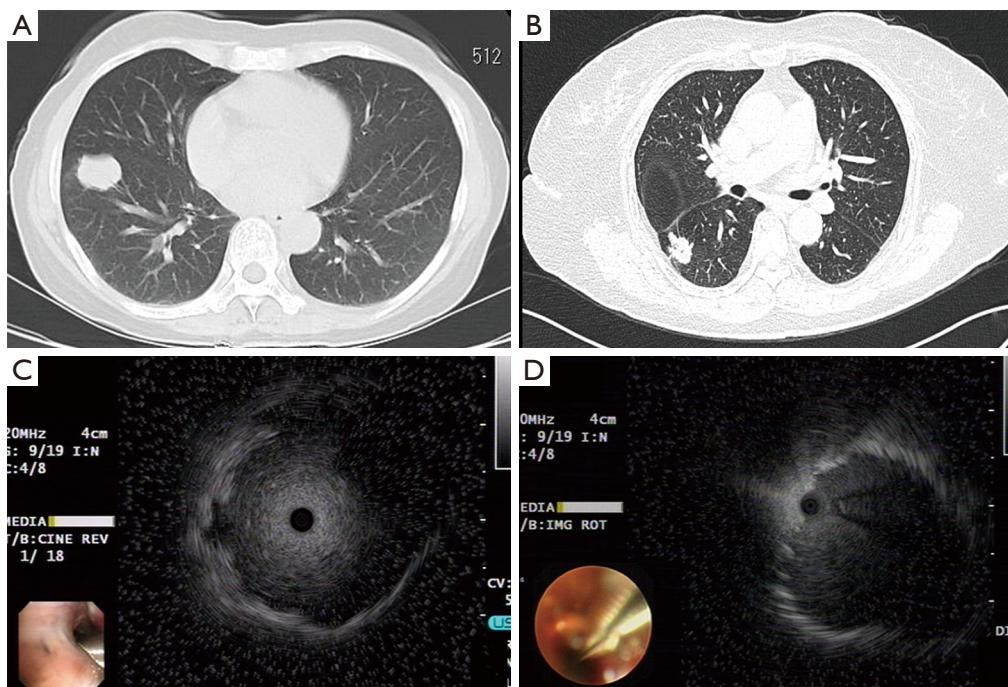 A
512
B
C
20MHz 4cm
G: 9/19 I:N
C:4/8
MEDIA
T/B:CINE REV
1/ 18
CV:
5
US
D
0MHz 4cm
: 9/19 I:N
:4/8
EDIA
/B:IMG ROT
DI